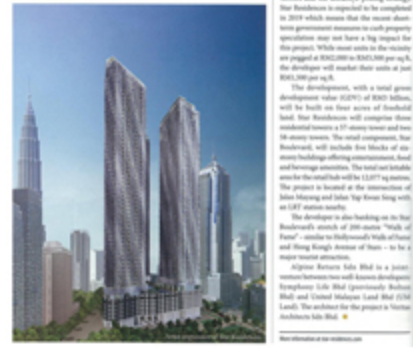 Star Residences is expected to be completed
in 2019 which means that the recent short-
term government measures to curb property
speculation may not have a big impact for
this project. While most units in the vicinity
are pegged at RM2,000 to RM3,500 per sq ft,
the developer will market their units at just
per sq ft.
The development, with a total gross
development value (GDV) of RM3 billion,
will be built on four acres of freehold
land. Star Residences will comprise three
residential towers: a 57-storey tower and two
58-storey towers. The retail component, Star
Boulevard, will include five blocks of six-
storey buildings offering entertainment, food
and beverage amenities. The total net lettable
area for the retail hub will be 12,077 sq metres.
The project is located at the intersection of
Jalan Mayang and Jalan Yap Kwan Seng with
an LRT station nearby.
The developer is also banking on its Star
Boulevard's stretch of 200-metre "Walk of
Fame" – similar to Hollywood's Walk of Fame
and Hong Kong's Avenue of Stars – to be a
major tourist attraction.
Alpine Return Sdn Bhd is a joint-
venture between two well-known developers
Symphony Life Bhd (previously Bolton
Bhd) and United Malayan Land Bhd (UM
Land). The architect for the project is Veritas
Architects Sdn Bhd.
More information at star-residences.com